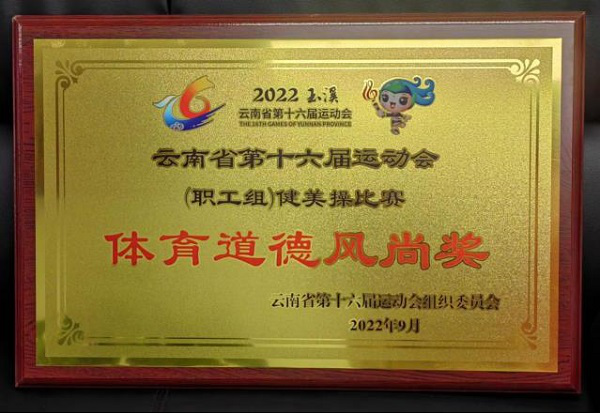 2022 玉溪
云南省第十六届运动会
THE 16TH GAMES OF YUNNAN PROVINCE
云南省第十六届运动会
(职工组)健美操比赛
体育道德风尚奖
云南省第十六届运动会组织委员会
2022年9月